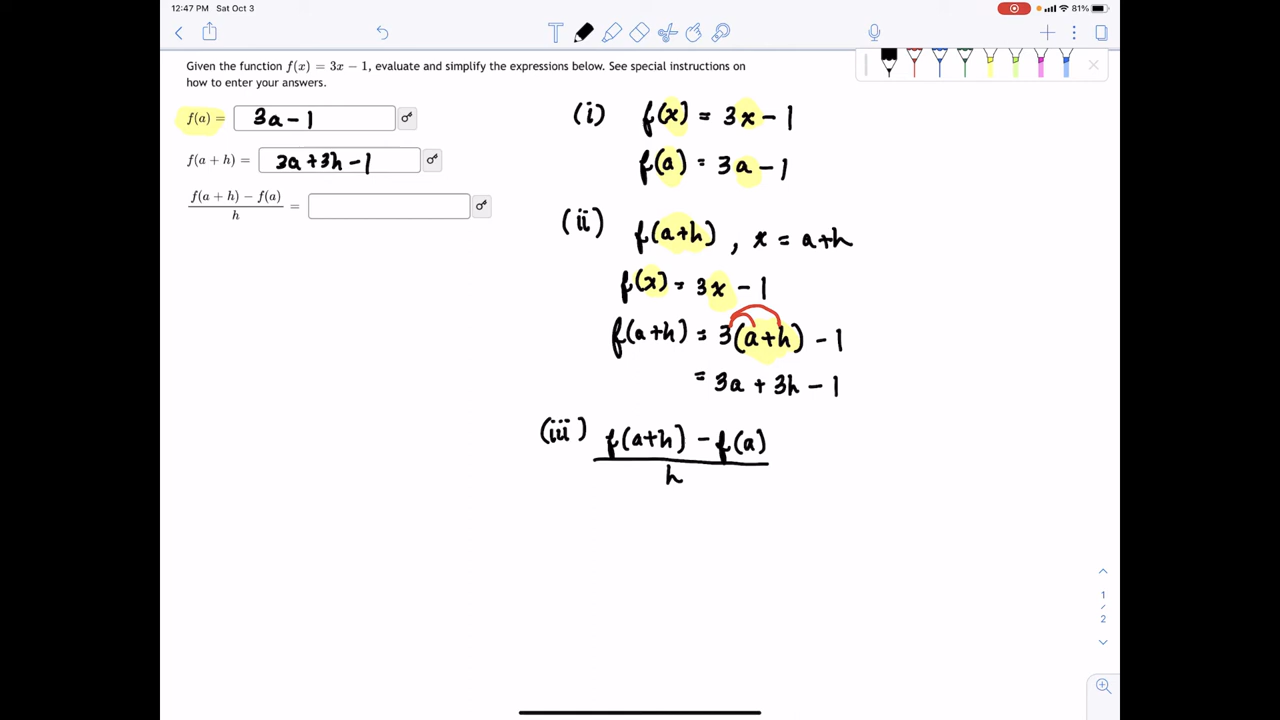 12:47 PM Sat Oct 3
81%
Given the function f(x) = 3x − 1, evaluate and simplify the expressions below. See special instructions on
how to enter your answers.
f(a) = 3a − 1
f(a + h) = 3a + 3h − 1
f(a + h) − f(a)
h
=
(i) f(x) = 3x − 1
f(a) = 3a − 1
(ii) f(a+h) , x = a+h
f(x) = 3x − 1
f(a+h) = 3(a+h) − 1
= 3a + 3h − 1
(iii) f(a+h) − f(a)
h
1
/
2